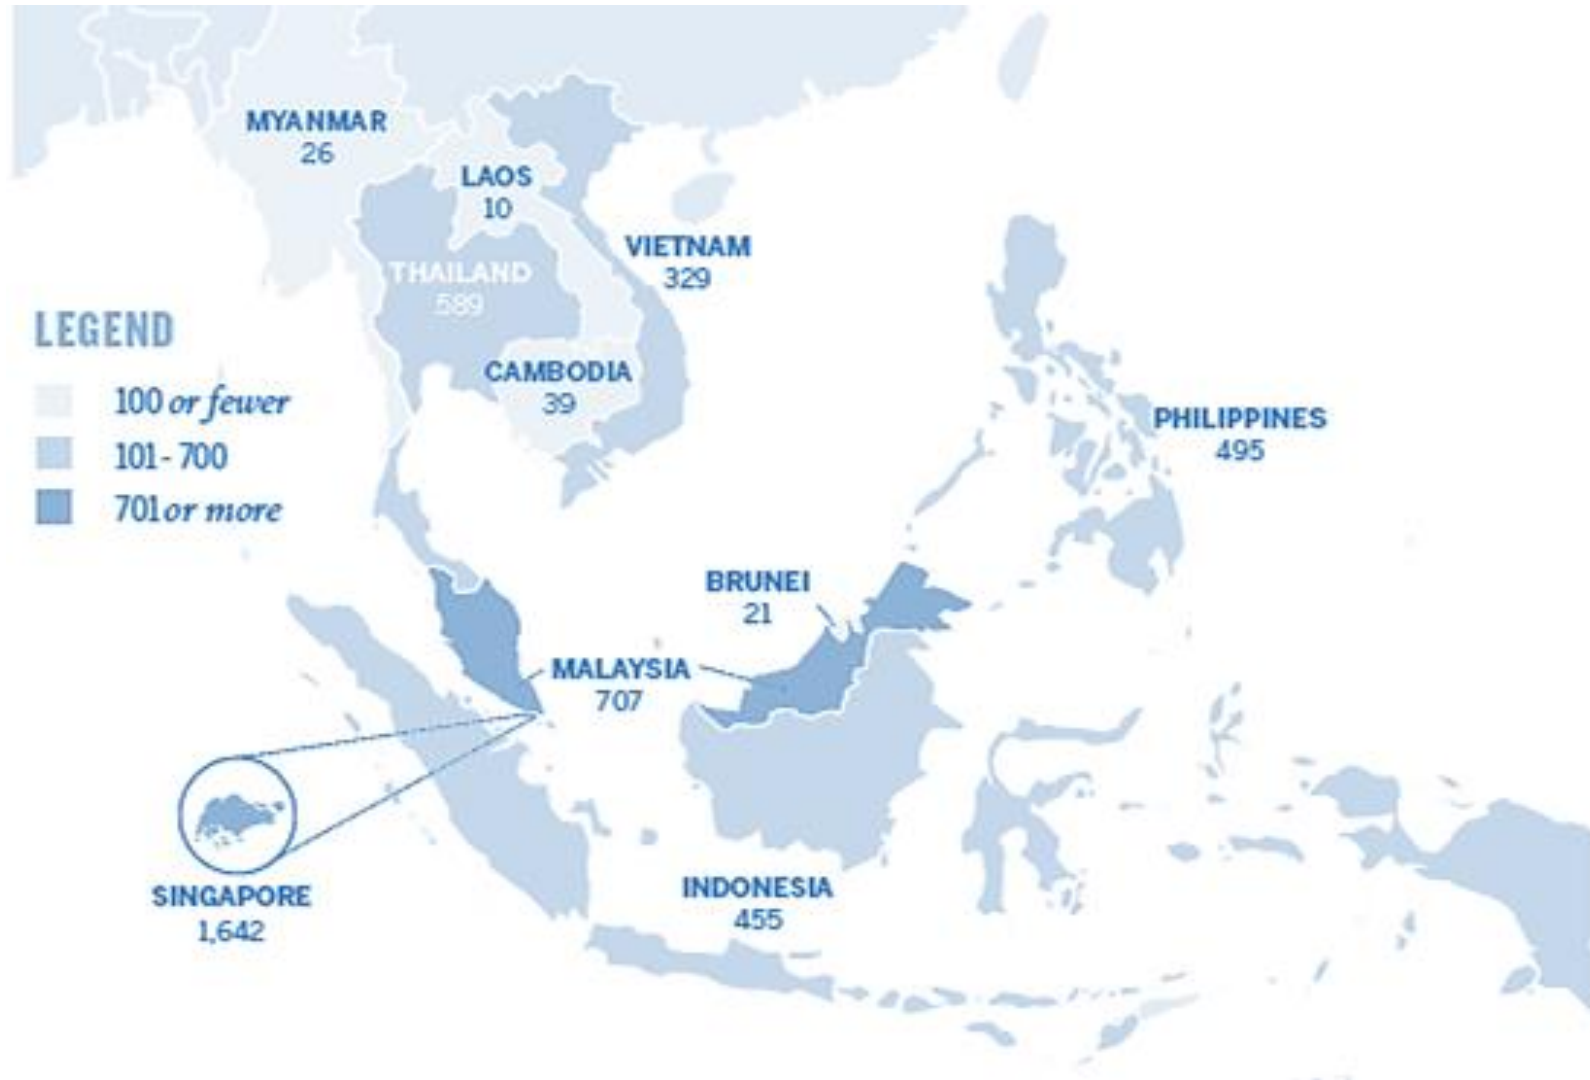 MYANMAR
26
LAOS
10
VIETNAM
329
THAILAND
589
LEGEND
100 or fewer
101-700
701 or more
CAMBODIA
39
PHILIPPINES
495
BRUNEI
21
MALAYSIA
707
SINGAPORE
1,642
INDONESIA
455